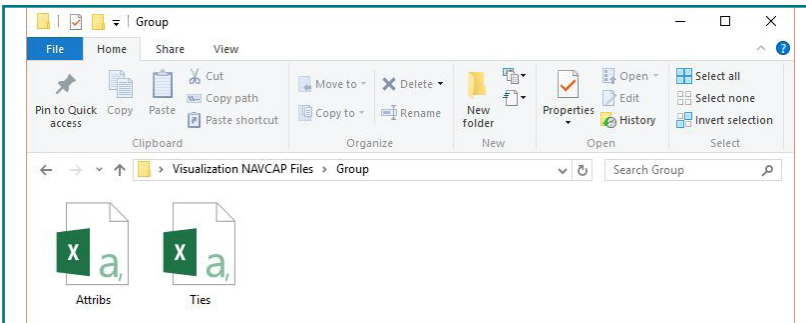 Group
File Home Share View
Pin to Quick access
Copy
Paste
Cut
Copy path
Paste shortcut
Clipboard
Move to
Copy to
Delete
Rename
Organize
New folder
New
Properties
Open
Edit
History
Open
Select all
Select none
Invert selection
Select
Visualization NAVCAP Files > Group
Search Group
X a,
X a,
Attribs
Ties